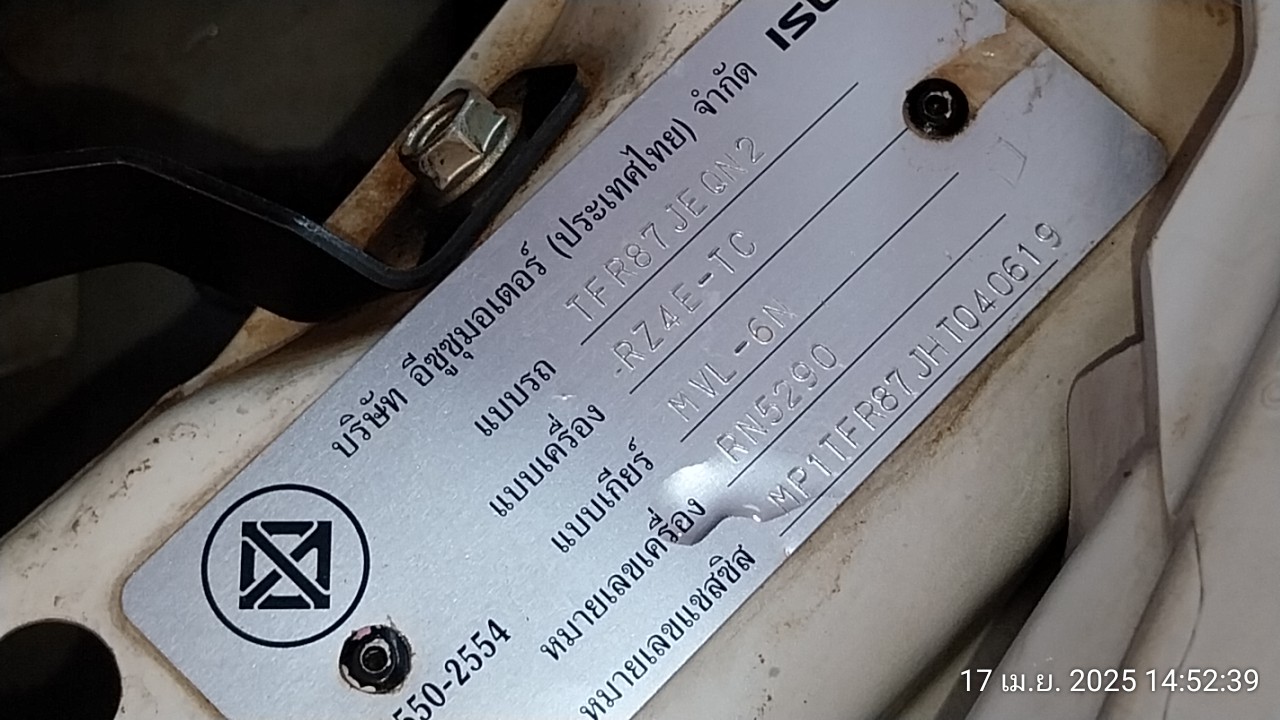 ISU
บริษัท อีซูซุมอเตอร์ (ประเทศไทย) จำกัด
แบบรถ TFR87JEQN2
แบบเครื่อง RZ4E-TC
แบบเกียร์ MVL-6N
หมายเลขเครื่อง RN5290
หมายเลขแชสซิส MP1TFR87JHT040619
550-2554
17 เม.ย. 2025 14:52:39